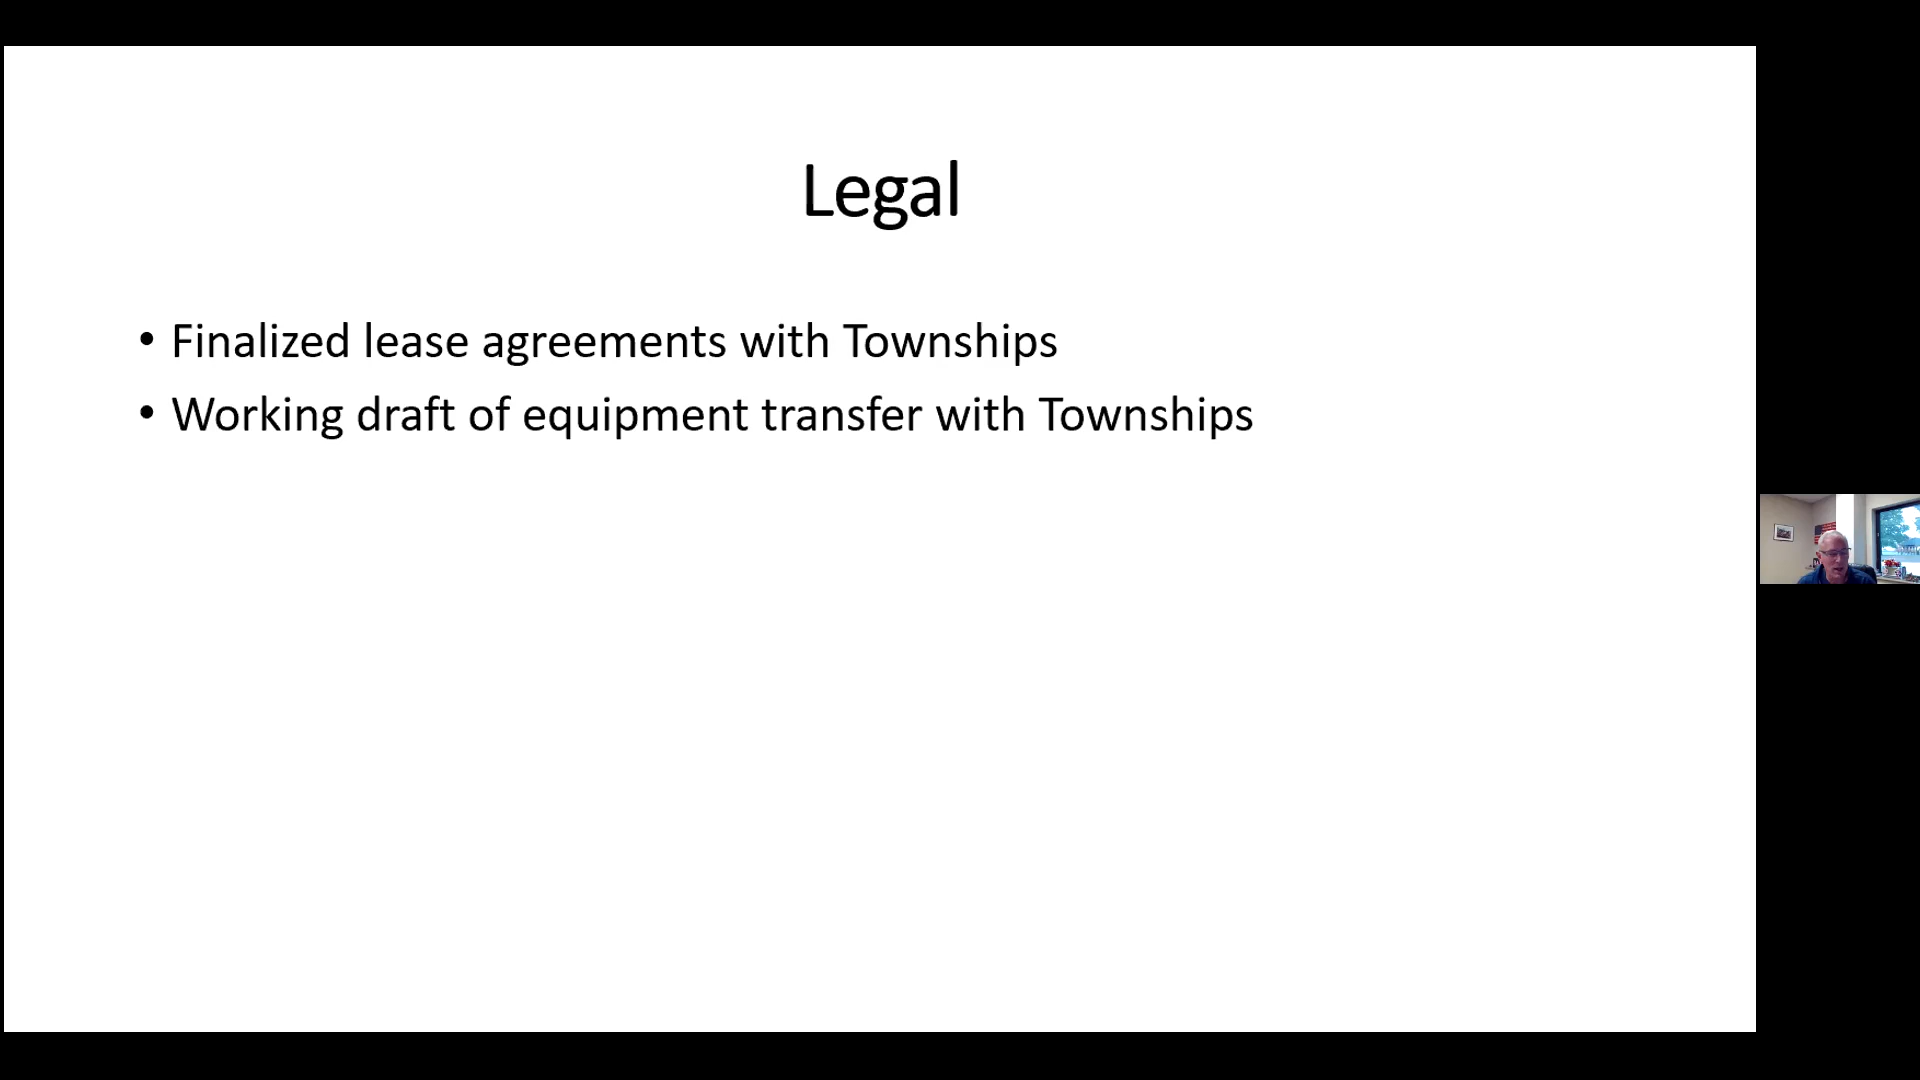 Legal
• Finalized lease agreements with Townships
• Working draft of equipment transfer with Townships